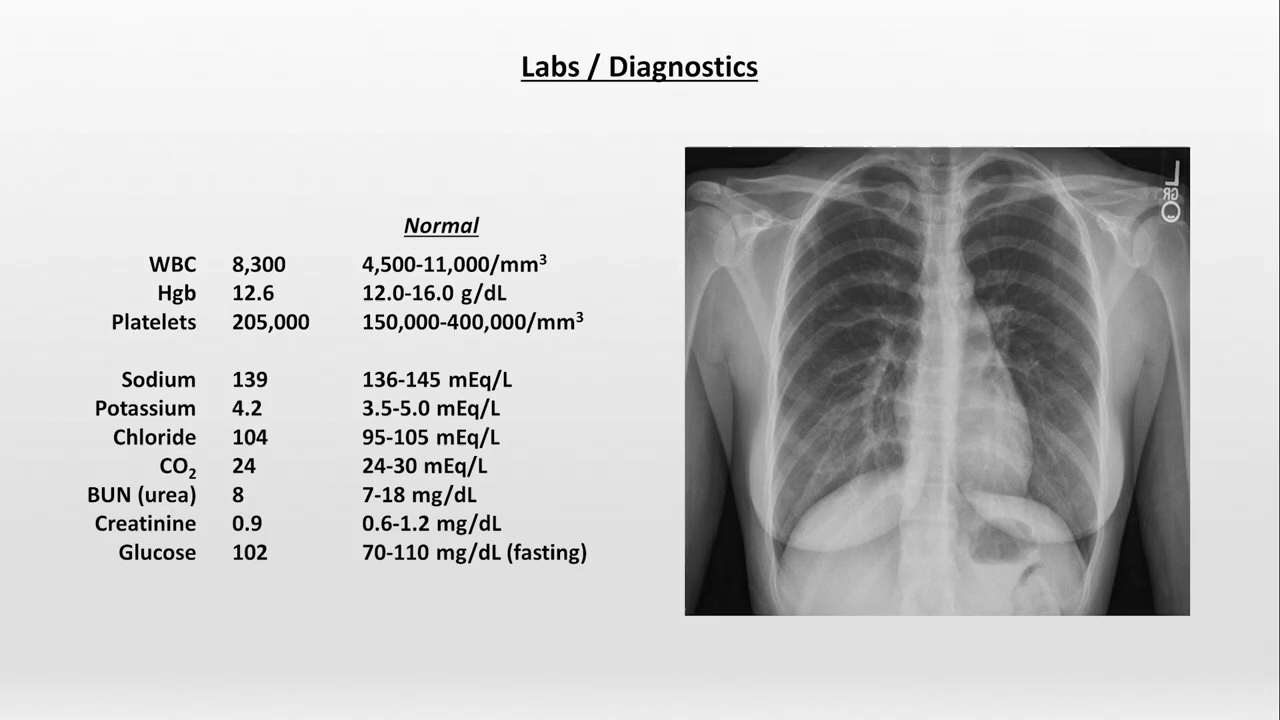 Labs / Diagnostics
Normal
WBC 8,300 4,500-11,000/mm³
Hgb 12.6 12.0-16.0 g/dL
Platelets 205,000 150,000-400,000/mm³
Sodium 139 136-145 mEq/L
Potassium 4.2 3.5-5.0 mEq/L
Chloride 104 95-105 mEq/L
CO₂ 24 24-30 mEq/L
BUN (urea) 8 7-18 mg/dL
Creatinine 0.9 0.6-1.2 mg/dL
Glucose 102 70-110 mg/dL (fasting)
L
GR